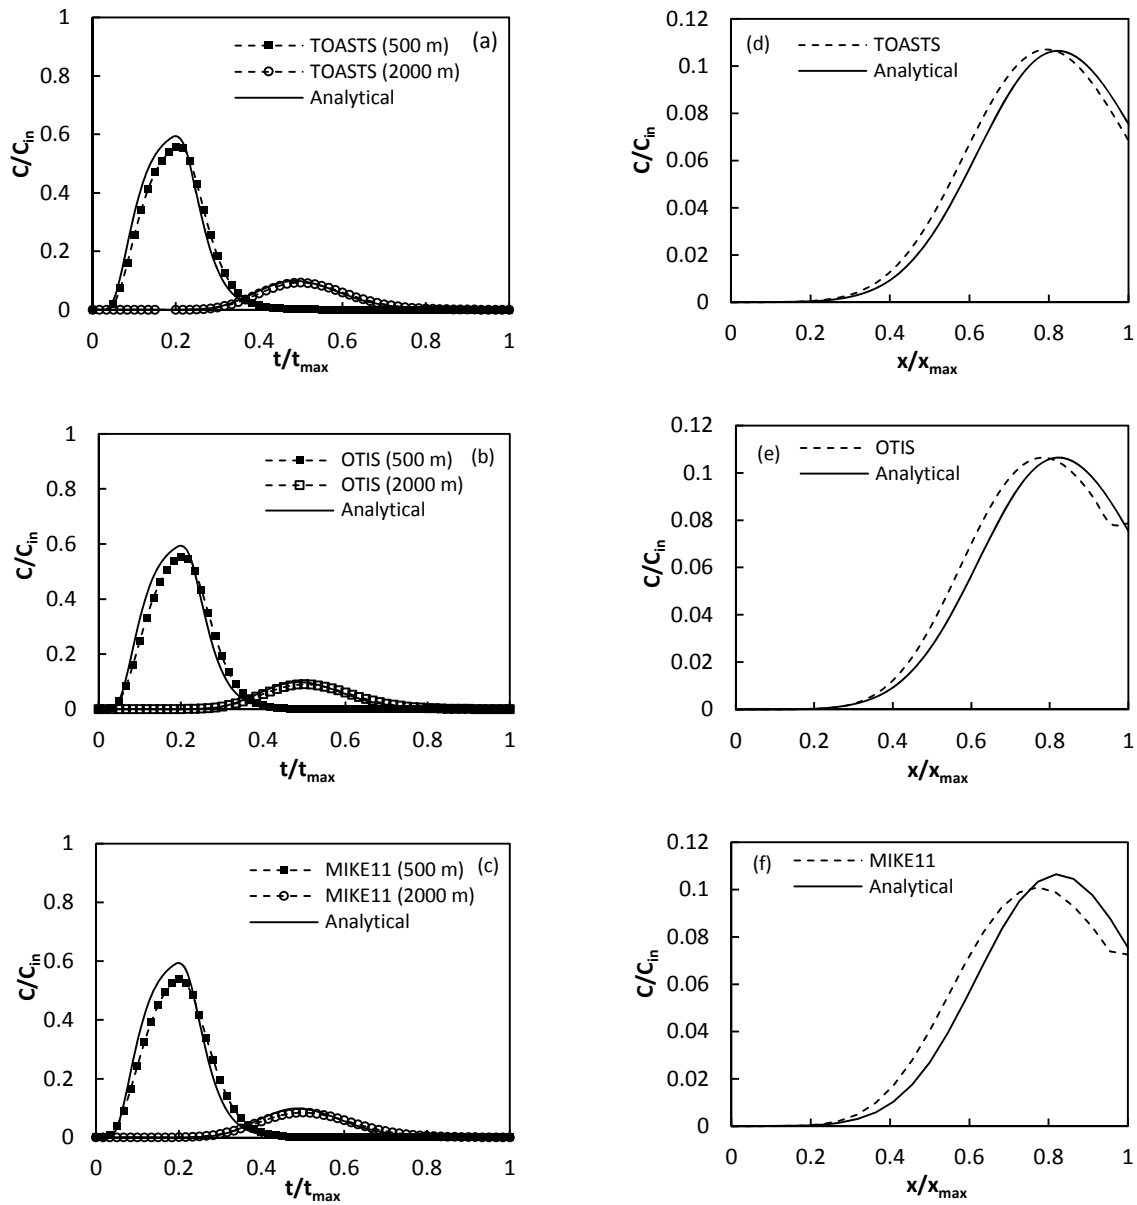 (a)
TOASTS (500 m)
TOASTS (2000 m)
Analytical
C/Cin
1
0.8
0.6
0.4
0.2
0
0 0.2 0.4 0.6 0.8 1
t/tmax
(d)
TOASTS
Analytical
C/Cin
0.12
0.1
0.08
0.06
0.04
0.02
0
0 0.2 0.4 0.6 0.8 1
x/xmax
(b)
OTIS (500 m)
OTIS (2000 m)
Analytical
C/Cin
1
0.8
0.6
0.4
0.2
0
0 0.2 0.4 0.6 0.8 1
t/tmax
(e)
OTIS
Analytical
C/Cin
0.12
0.1
0.08
0.06
0.04
0.02
0
0 0.2 0.4 0.6 0.8 1
x/xmax
(c)
MIKE11 (500 m)
MIKE11 (2000 m)
Analytical
C/Cin
1
0.8
0.6
0.4
0.2
0
0 0.2 0.4 0.6 0.8 1
t/tmax
(f)
MIKE11
Analytical
C/Cin
0.12
0.1
0.08
0.06
0.04
0.02
0
0 0.2 0.4 0.6 0.8 1
x/xmax